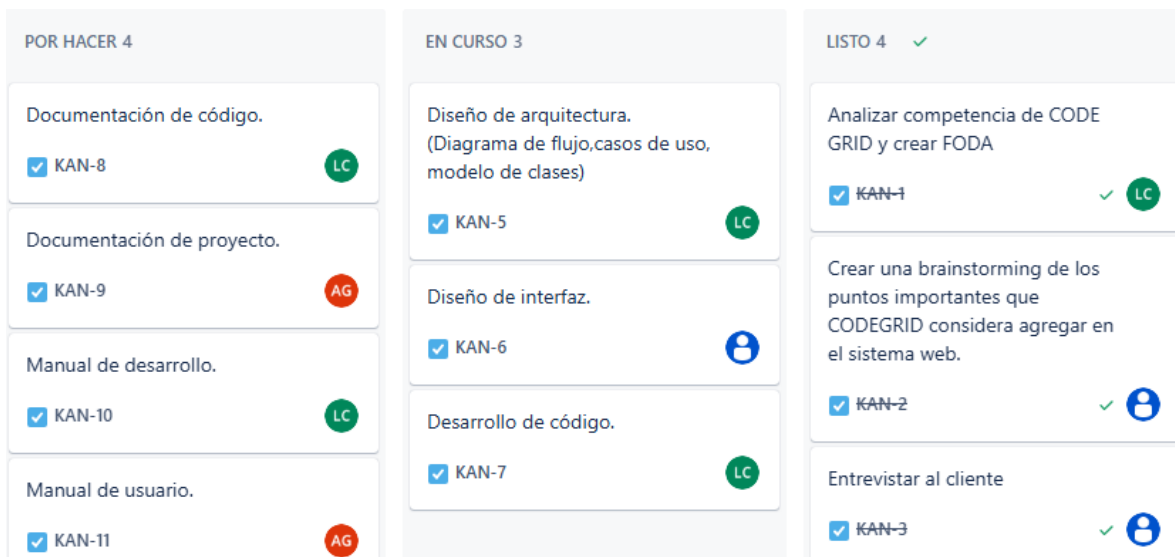 POR HACER 4
Documentación de código.
KAN-8
LC
Documentación de proyecto.
KAN-9
AG
Manual de desarrollo.
KAN-10
LC
Manual de usuario.
KAN-11
AG
EN CURSO 3
Diseño de arquitectura.
(Diagrama de flujo,casos de uso,
modelo de clases)
KAN-5
LC
Diseño de interfaz.
KAN-6
Desarrollo de código.
KAN-7
LC
LISTO 4
Analizar competencia de CODE
GRID y crear FODA
KAN-1
LC
Crear una brainstorming de los
puntos importantes que
CODEGRID considera agregar en
el sistema web.
KAN-2
Entrevistar al cliente
KAN-3